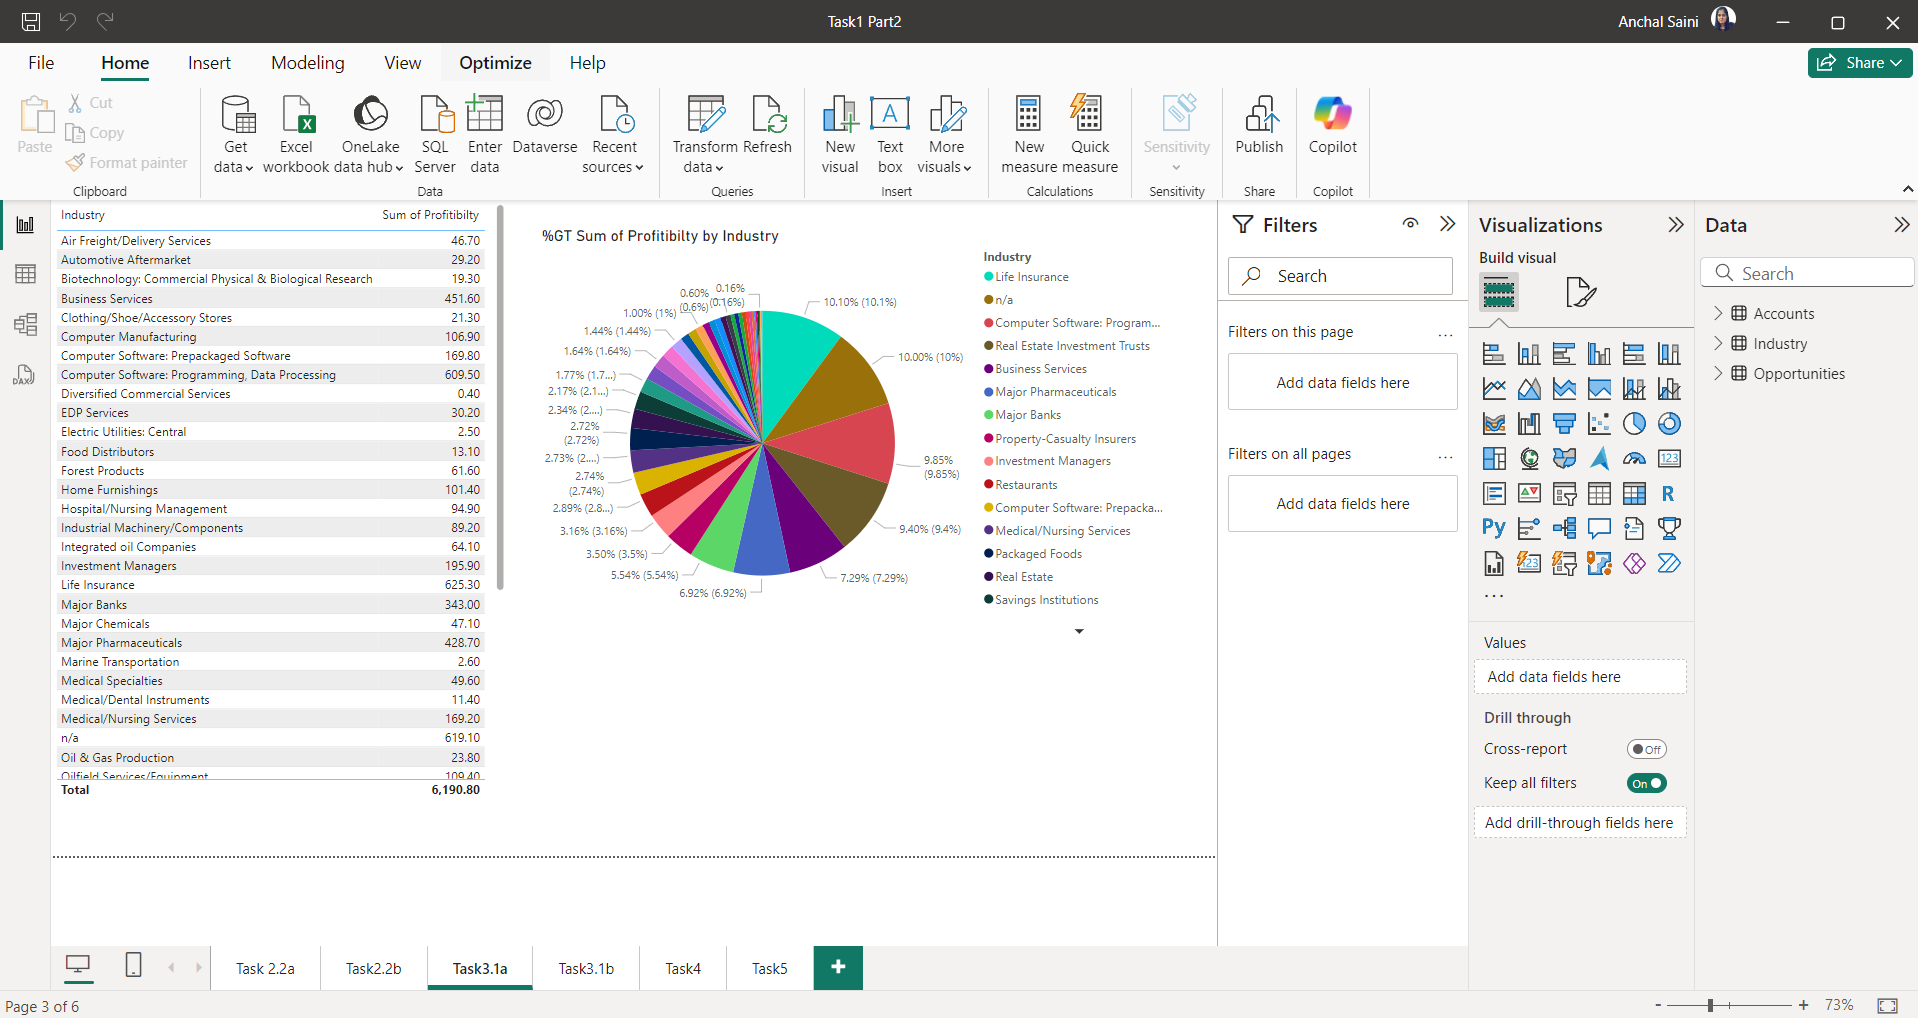 Task1 Part2
Anchal Saini
File Home Insert Modeling View Optimize Help
Share
Paste
Cut
Copy
Format painter
Clipboard
Get data
Excel workbook
OneLake data hub
SQL Server
Enter data
Dataverse
Recent sources
Data
Transform data
Refresh
Queries
New visual
Text box
More visuals
Insert
New measure
Quick measure
Calculations
Sensitivity
Sensitivity
Publish
Share
Copilot
Copilot
Industry Sum of Profitibilty
Air Freight/Delivery Services 46.70
Automotive Aftermarket 29.20
Biotechnology: Commercial Physical & Biological Research 19.30
Business Services 451.60
Clothing/Shoe/Accessory Stores 21.30
Computer Manufacturing 106.90
Computer Software: Prepackaged Software 169.80
Computer Software: Programming, Data Processing 609.50
Diversified Commercial Services 0.40
EDP Services 30.20
Electric Utilities: Central 2.50
Food Distributors 13.10
Forest Products 61.60
Home Furnishings 101.40
Hospital/Nursing Management 94.90
Industrial Machinery/Components 89.20
Integrated oil Companies 64.10
Investment Managers 195.90
Life Insurance 625.30
Major Banks 343.00
Major Chemicals 47.10
Major Pharmaceuticals 428.70
Marine Transportation 2.60
Medical Specialties 49.60
Medical/Dental Instruments 11.40
Medical/Nursing Services 169.20
n/a 619.10
Oil & Gas Production 23.80
Oilfield Services/Equipment 109.40
Total 6,190.80
%GT Sum of Profitibilty by Industry
10.10% (10.1%)
10.00% (10%)
9.85% (9.85%)
9.40% (9.4%)
7.29% (7.29%)
6.92% (6.92%)
5.54% (5.54%)
3.50% (3.5%)
3.16% (3.16%)
2.89% (2.8...)
2.74% (2.74%)
2.73% (2....)
2.72% (2.72%)
2.34% (2....)
2.17% (2.1...)
1.77% (1.7...)
1.64% (1.64%)
1.44% (1.44%)
1.00% (1%)
0.60% (0.6%)
0.16% (0.16%)
Industry
Life Insurance
n/a
Computer Software: Program...
Real Estate Investment Trusts
Business Services
Major Pharmaceuticals
Major Banks
Property-Casualty Insurers
Investment Managers
Restaurants
Computer Software: Prepacka...
Medical/Nursing Services
Packaged Foods
Real Estate
Savings Institutions
Filters
Search
Filters on this page ...
Add data fields here
Filters on all pages ...
Add data fields here
Visualizations
Build visual
123
R
Py
123
...
Values
Add data fields here
Drill through
Cross-report Off
Keep all filters On
Add drill-through fields here
Data
Search
Accounts
Industry
Opportunities
DAX
Task 2.2a Task2.2b Task3.1a Task3.1b Task4 Task5 +
Page 3 of 6
- + 73%